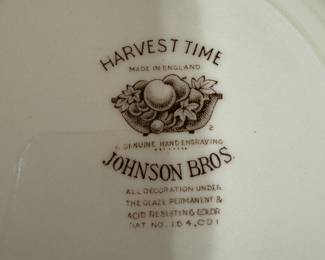 HARVEST TIME
MADE IN ENGLAND
2
A GENUINE HAND ENGRAVING
JOHNSON BROS.
ALL DECORATION UNDER
THE GLAZE PERMANENT &
ACID RESISTING COLOR
PAT. NO. 164,001